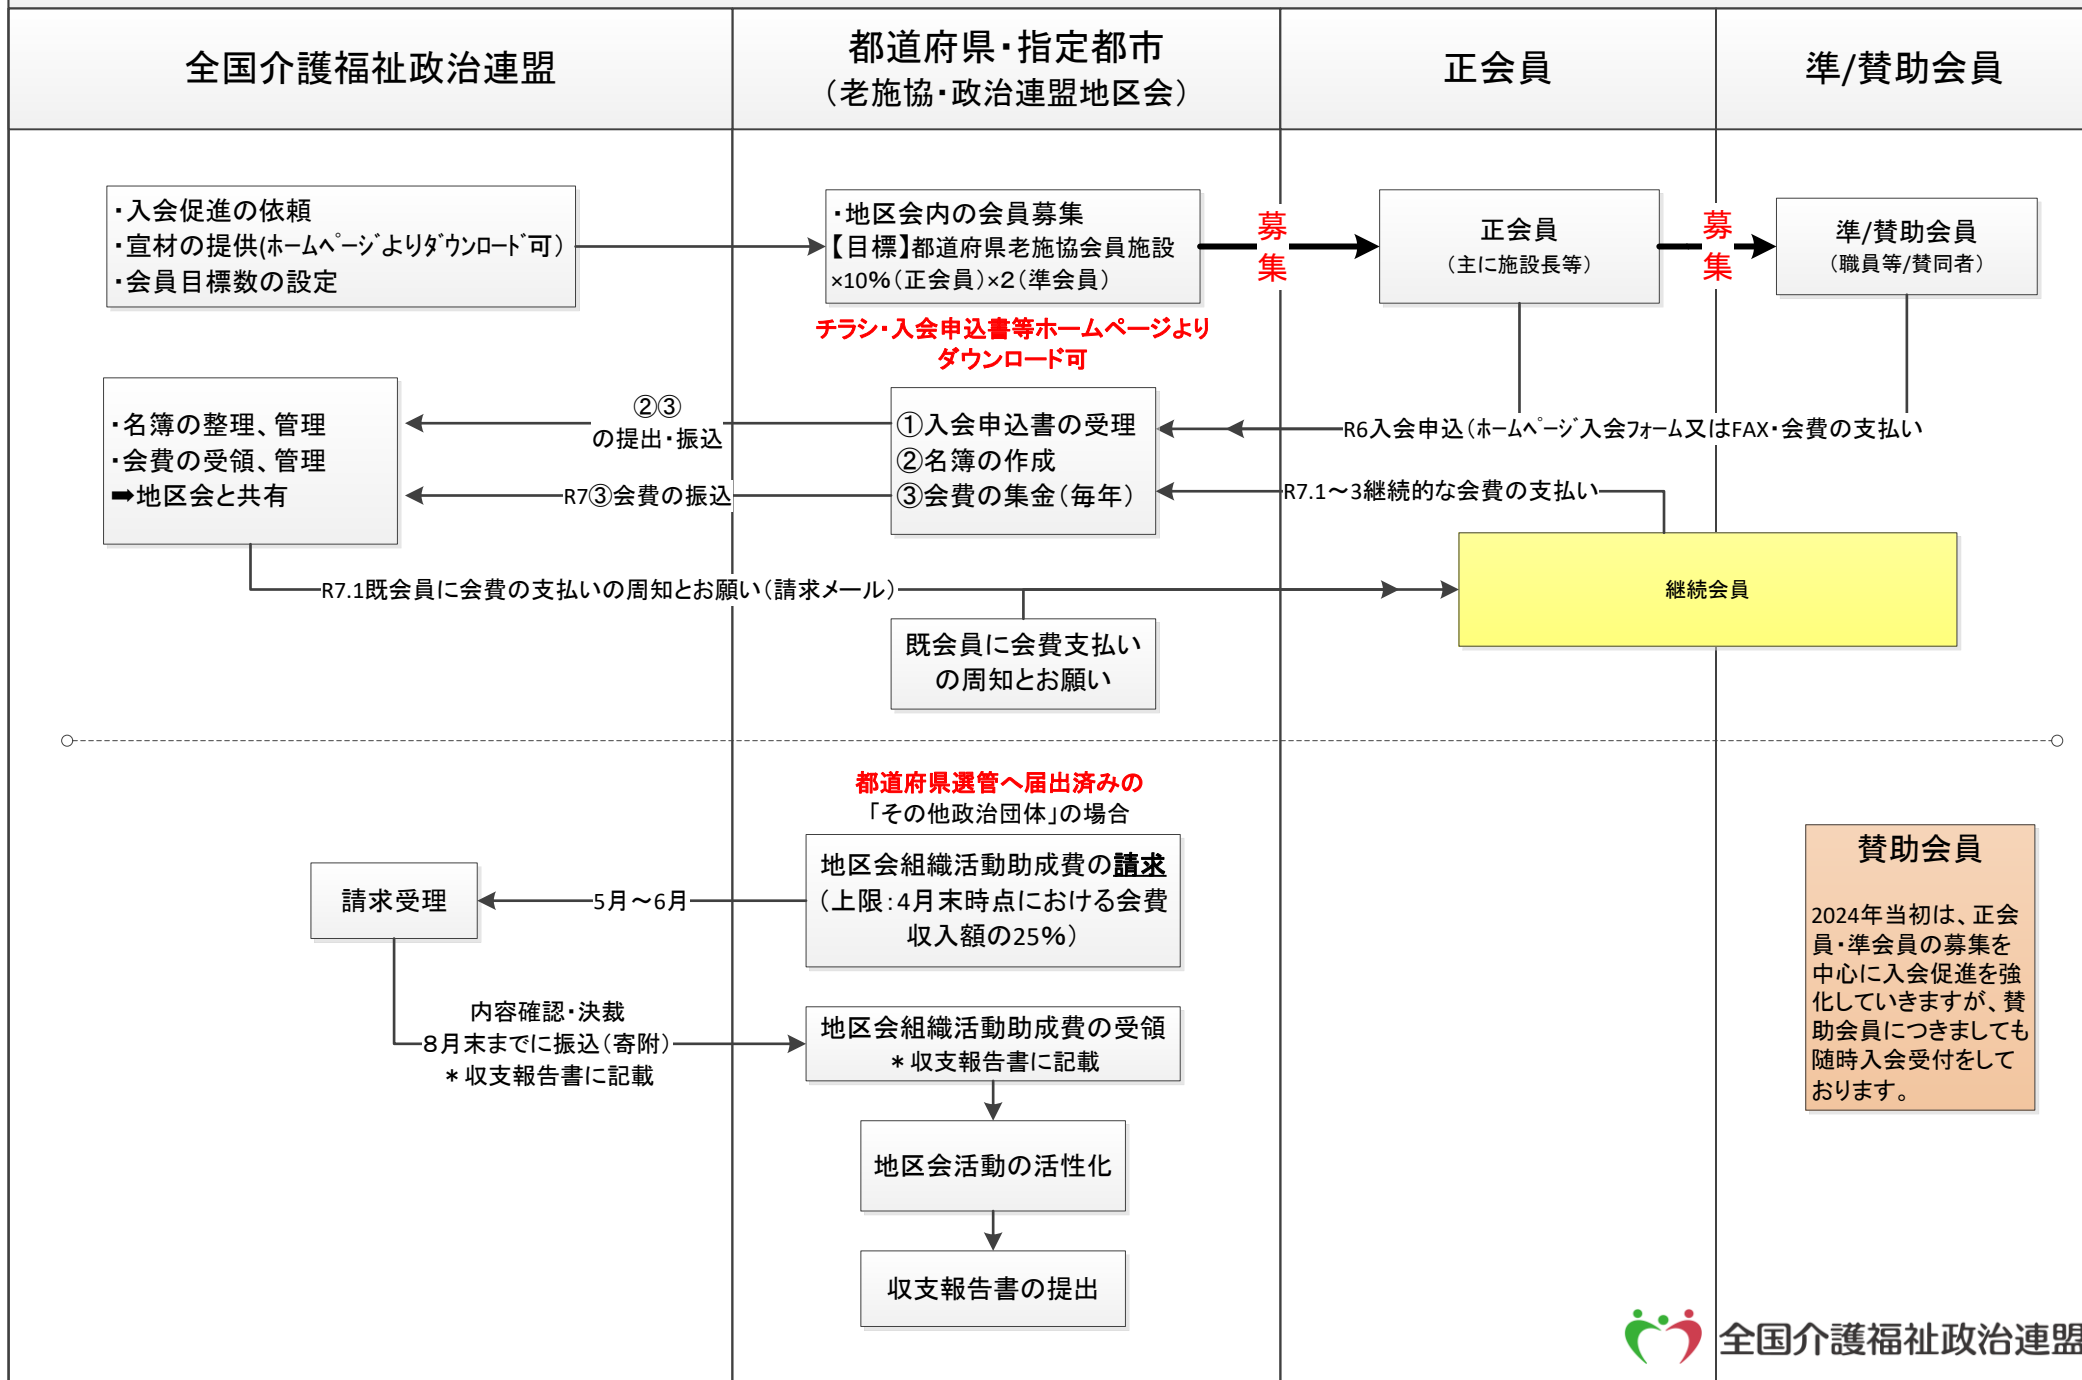 全国介護福祉政治連盟
都道府県・指定都市
（老施協・政治連盟地区会）
正会員
準/賛助会員
・入会促進の依頼
・宣材の提供(ﾎｰﾑﾍﾟｰｼﾞよりﾀﾞｳﾝﾛｰﾄﾞ可)
・会員目標数の設定
・地区会内の会員募集
【目標】都道府県老施協会員施設
×10％（正会員）×2（準会員）
募
集
正会員
（主に施設長等）
募
集
準/賛助会員
（職員等/賛同者）
チラシ・入会申込書等ホームページより
ダウンロード可
・名簿の整理、管理
・会費の受領、管理
➡地区会と共有
②③
の提出・振込
R7③会費の振込
①入会申込書の受理
②名簿の作成
③会費の集金（毎年）
R6入会申込（ﾎｰﾑﾍﾟｰｼﾞ入会ﾌｫｰﾑ又はFAX・会費の支払い
R7.1～3継続的な会費の支払い
R7.1既会員に会費の支払いの周知とお願い（請求メール）
継続会員
既会員に会費支払い
の周知とお願い
都道府県選管へ届出済みの
「その他政治団体」の場合
地区会組織活動助成費の請求
（上限：4月末時点における会費
収入額の25％）
5月～6月
請求受理
内容確認・決裁
8月末までに振込（寄附）
＊収支報告書に記載
地区会組織活動助成費の受領
＊収支報告書に記載
地区会活動の活性化
収支報告書の提出
賛助会員
2024年当初は、正会
員・準会員の募集を
中心に入会促進を強
化していきますが、賛
助会員につきましても
随時入会受付をして
おります。
全国介護福祉政治連盟